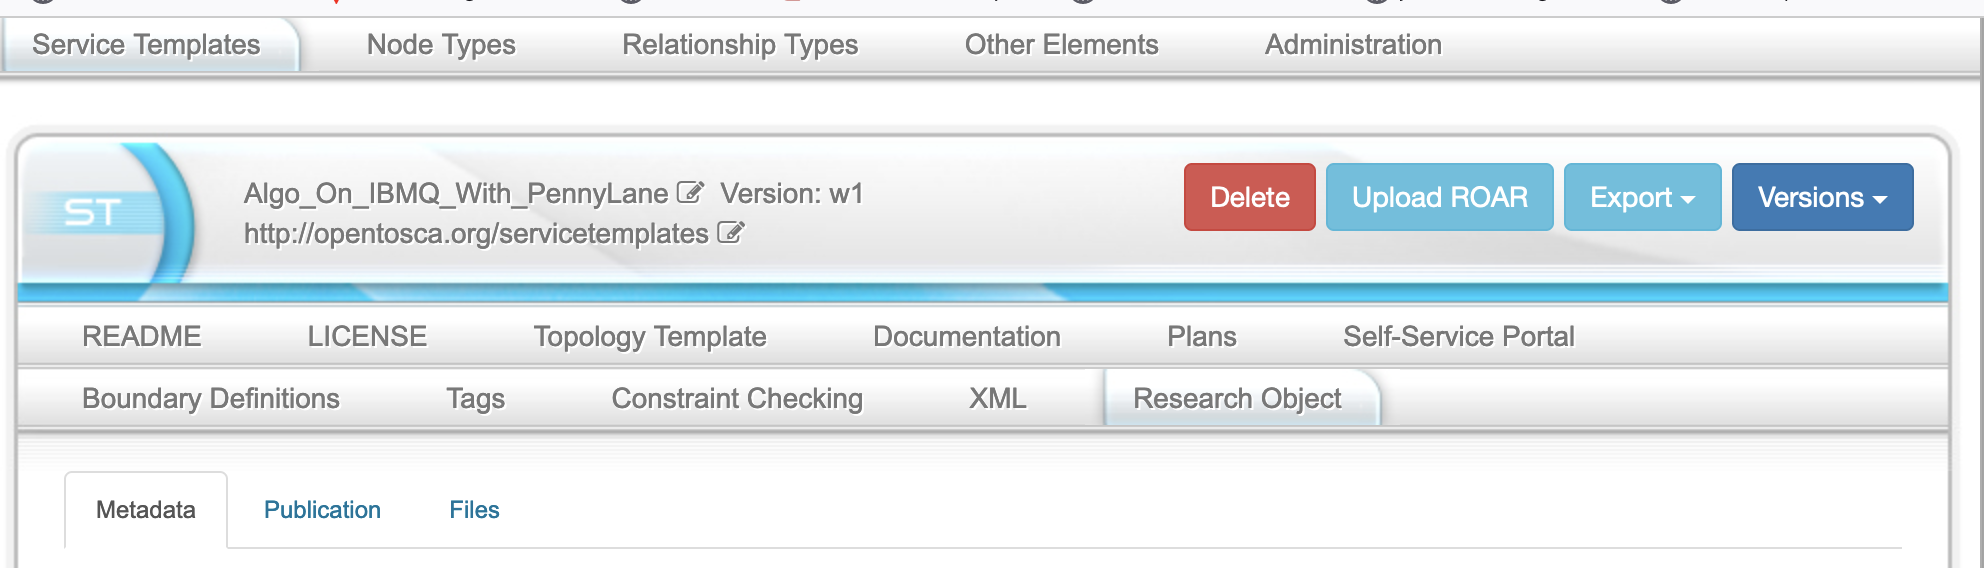 Service Templates Node Types Relationship Types Other Elements Administration
ST
Algo_On_IBMQ_With_PennyLane Version: w1
http://opentosca.org/servicetemplates
Delete Upload ROAR Export Versions
README LICENSE Topology Template Documentation Plans Self-Service Portal
Boundary Definitions Tags Constraint Checking XML Research Object
Metadata Publication Files